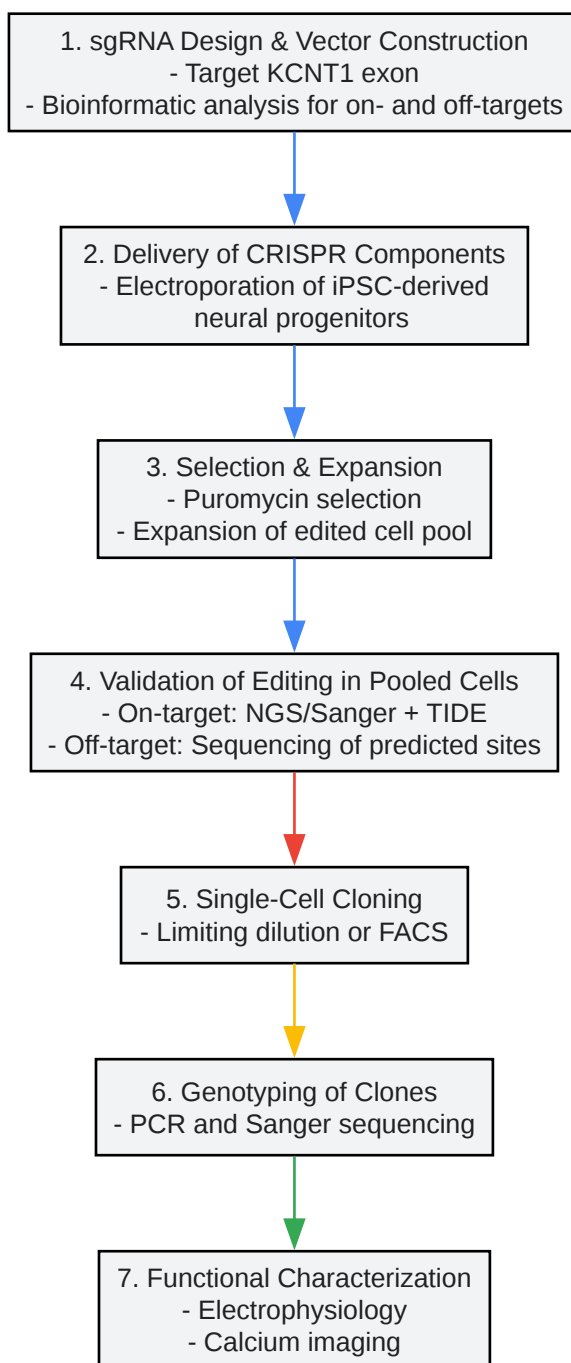 1. sgRNA Design & Vector Construction
- Target KCNT1 exon
- Bioinformatic analysis for on- and off-targets
2. Delivery of CRISPR Components
- Electroporation of iPSC-derived
neural progenitors
3. Selection & Expansion
- Puromycin selection
- Expansion of edited cell pool
4. Validation of Editing in Pooled Cells
- On-target: NGS/Sanger + TIDE
- Off-target: Sequencing of predicted sites
5. Single-Cell Cloning
- Limiting dilution or FACS
6. Genotyping of Clones
- PCR and Sanger sequencing
7. Functional Characterization
- Electrophysiology
- Calcium imaging